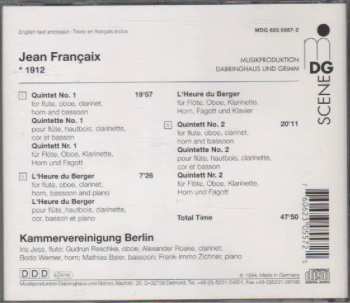 English text enclosed · Texte en français inclus
MDG 603 0557-2
Jean Françaix
* 1912
MUSIKPRODUKTION
DABRINGHAUS UND GRIMM
DG
SCENE
1
Quintet No. 1 19'57
for flute, oboe, clarinet,
horn and bassoon
Quintette No. 1
pour flûte, hautbois, clarinette,
cor et basson
Quintett Nr. 1
für Flöte, Oboe, Klarinette,
Horn und Fagott
L'Heure du Berger 7'26
for flute, oboe, clarinet,
horn, bassoon and piano
L'Heure du Berger
pour flûte, hautbois, clarinette,
cor, basson et piano
L'Heure du Berger
für Flöte, Oboe, Klarinette,
Horn, Fagott und Klavier
Quintet No. 2 20'11
for flute, oboe, clarinet,
horn and bassoon
Quintette No. 2
pour flûte, hautbois, clarinette,
cor et basson
Quintett Nr. 2
für Flöte, Oboe, Klarinette,
Horn und Fagott
Total Time 47'50
Kammervereinigung Berlin
Iris Jess, flute; Gudrun Reschke, oboe; Alexander Roske, clarinet;
Bodo Werner, horn; Mathias Baier, bassoon; Frank-Immo Zichner, piano
DDD
Made in Germany